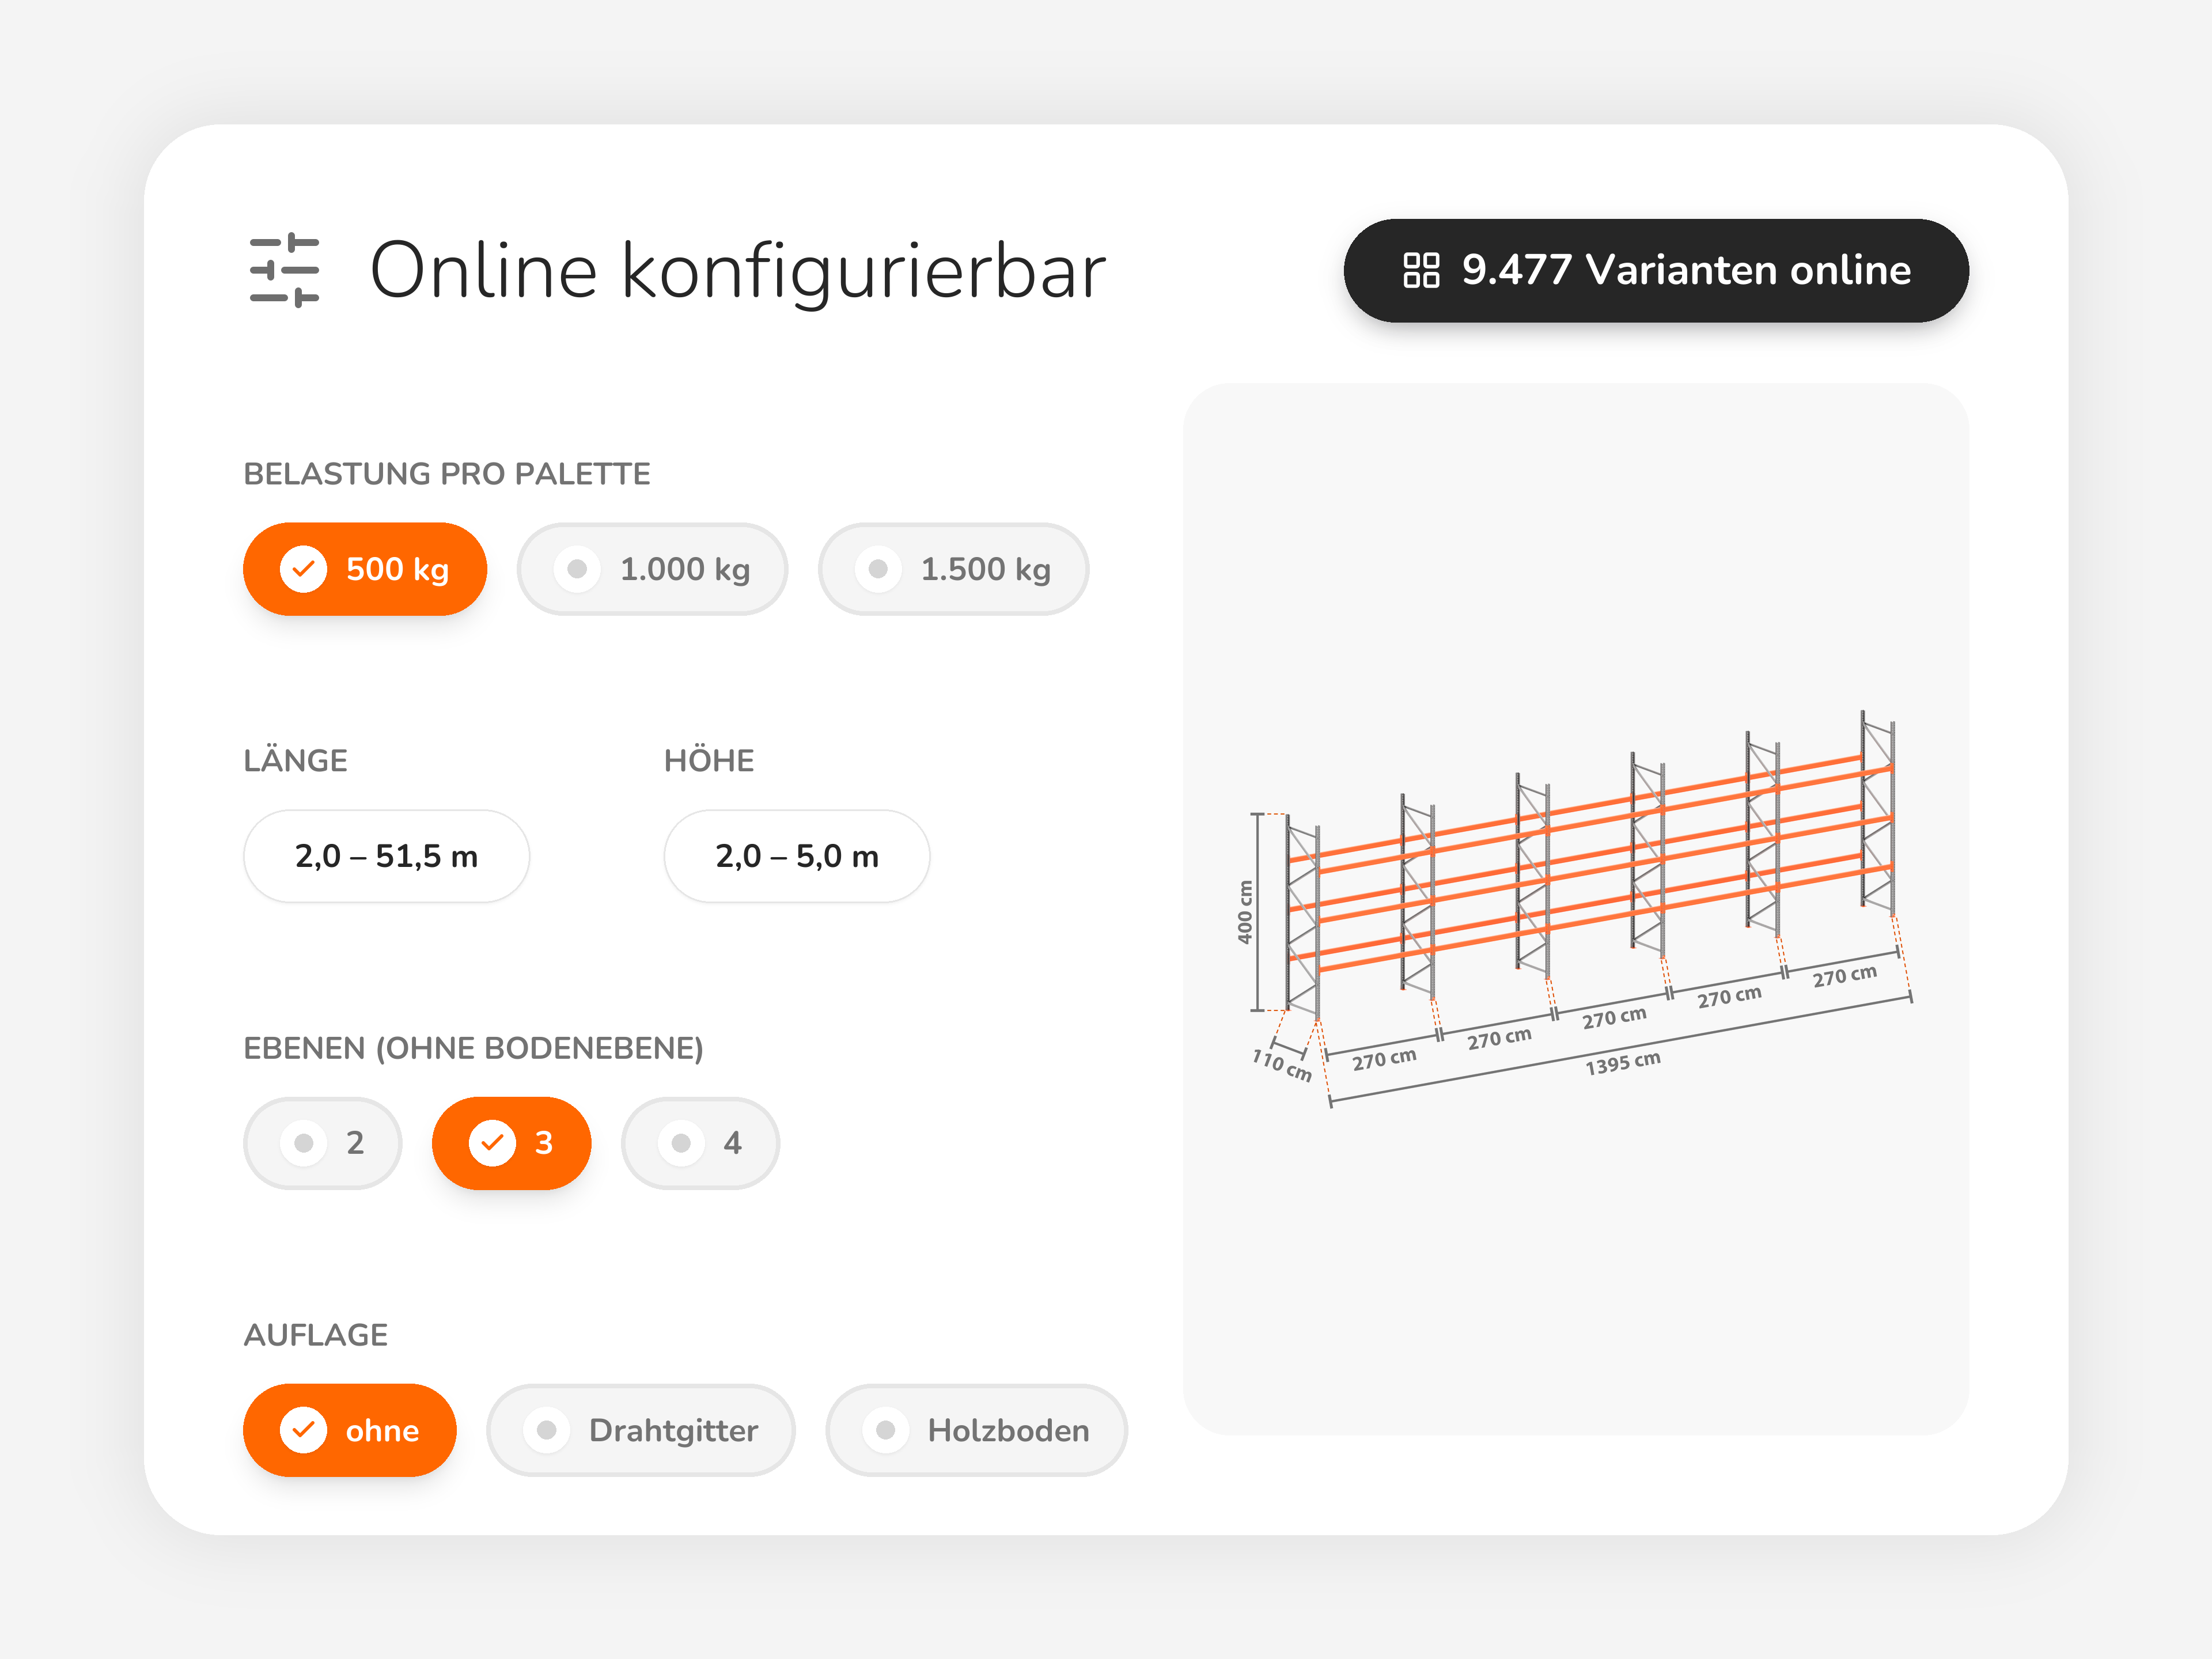 Online konfigurierbar
9.477 Varianten online
BELASTUNG PRO PALETTE
500 kg
1.000 kg
1.500 kg
LÄNGE
HÖHE
2,0 – 51,5 m
2,0 – 5,0 m
EBENEN (OHNE BODENEBENE)
2
3
4
AUFLAGE
ohne
Drahtgitter
Holzboden
400 cm
110 cm
270 cm
270 cm
270 cm
270 cm
270 cm
1395 cm